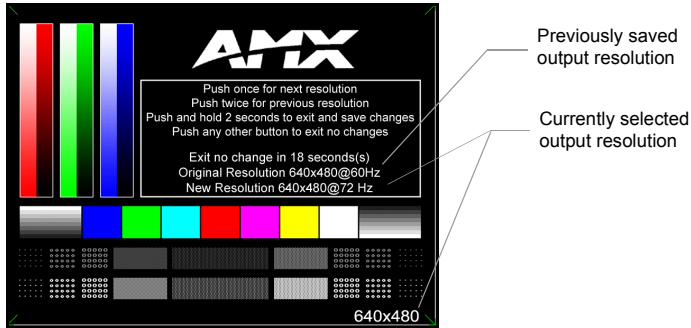 AMX
Push once for next resolution
Push twice for previous resolution
Push and hold 2 seconds to exit and save changes
Push any other button to exit no changes
Exit no change in 18 seconds(s)
Original Resolution 640x480@60Hz
New Resolution 640x480@72 Hz
640x480
Previously saved
output resolution
Currently selected
output resolution